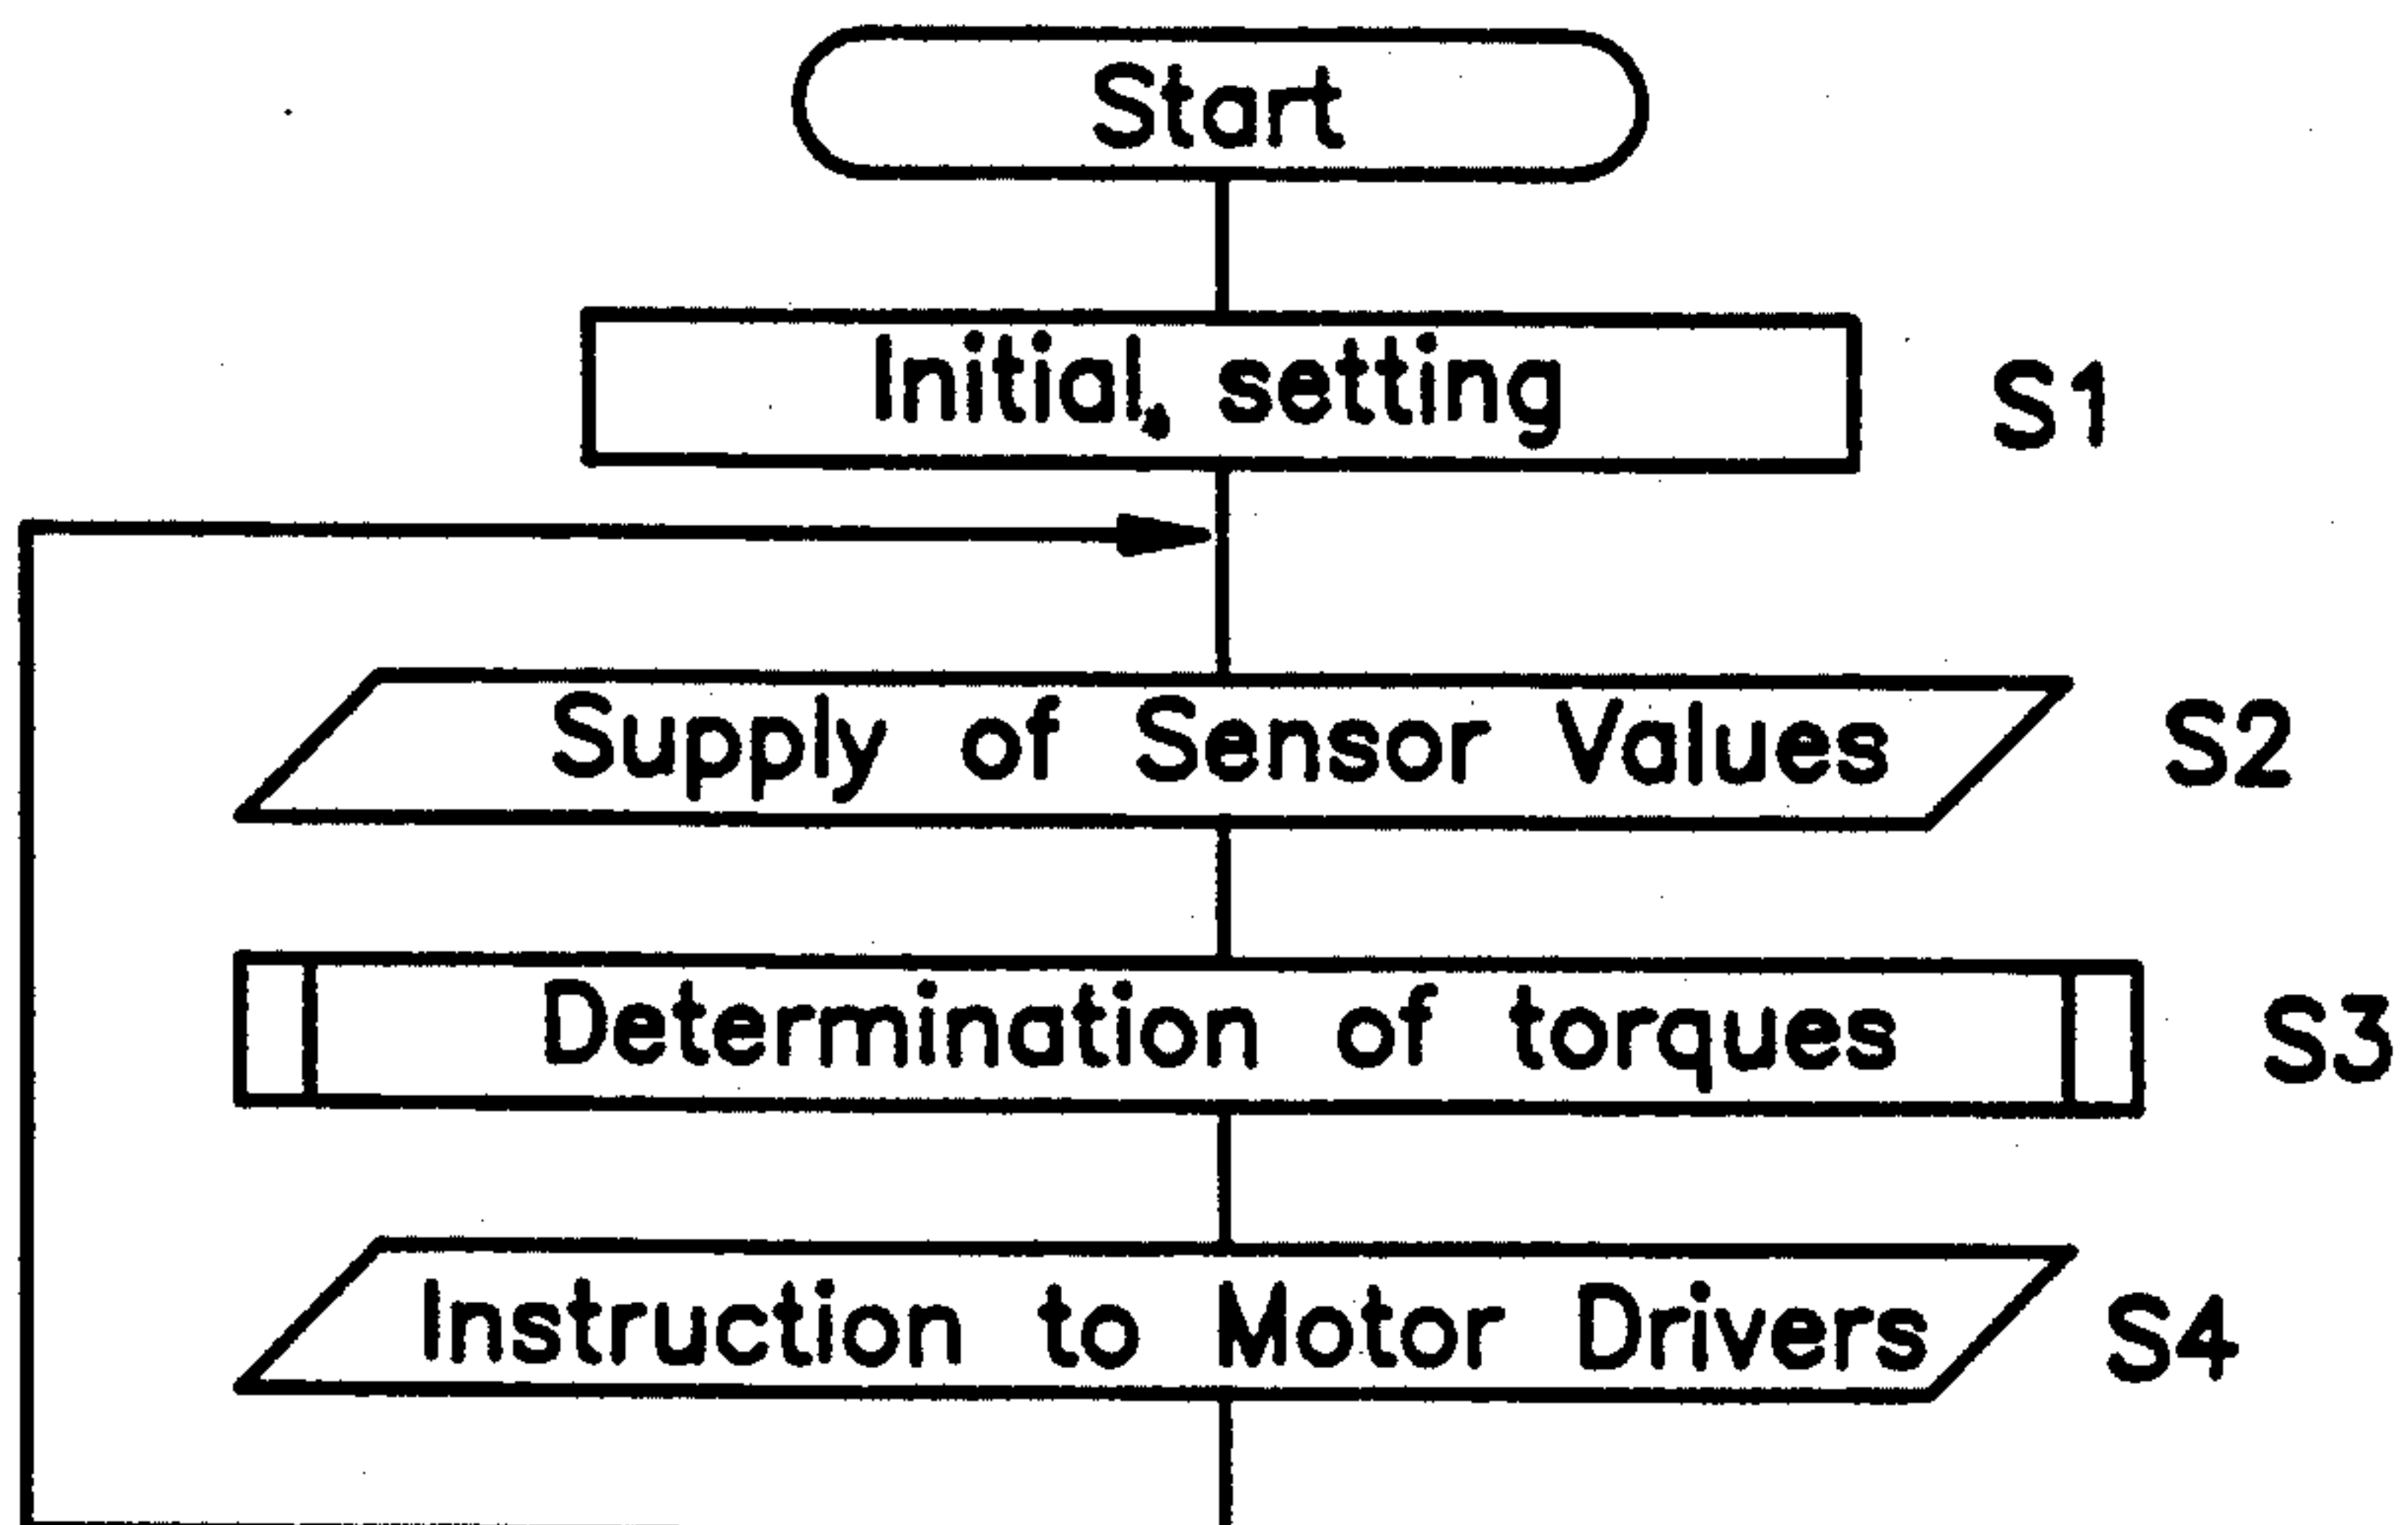 Start
Initial, setting S1
Supply of Sensor Values S2
Determination of torques S3
Instruction to Motor Drivers S4